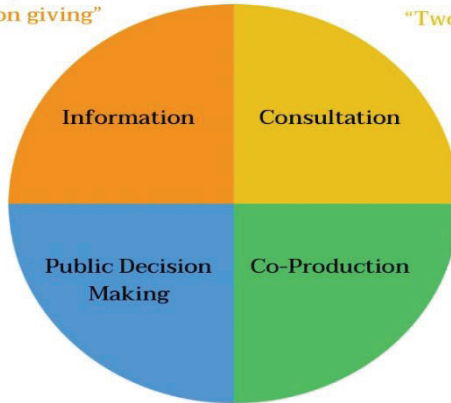 on giving”
“Two
Information
Consultation
Public Decision
Making
Co-Production